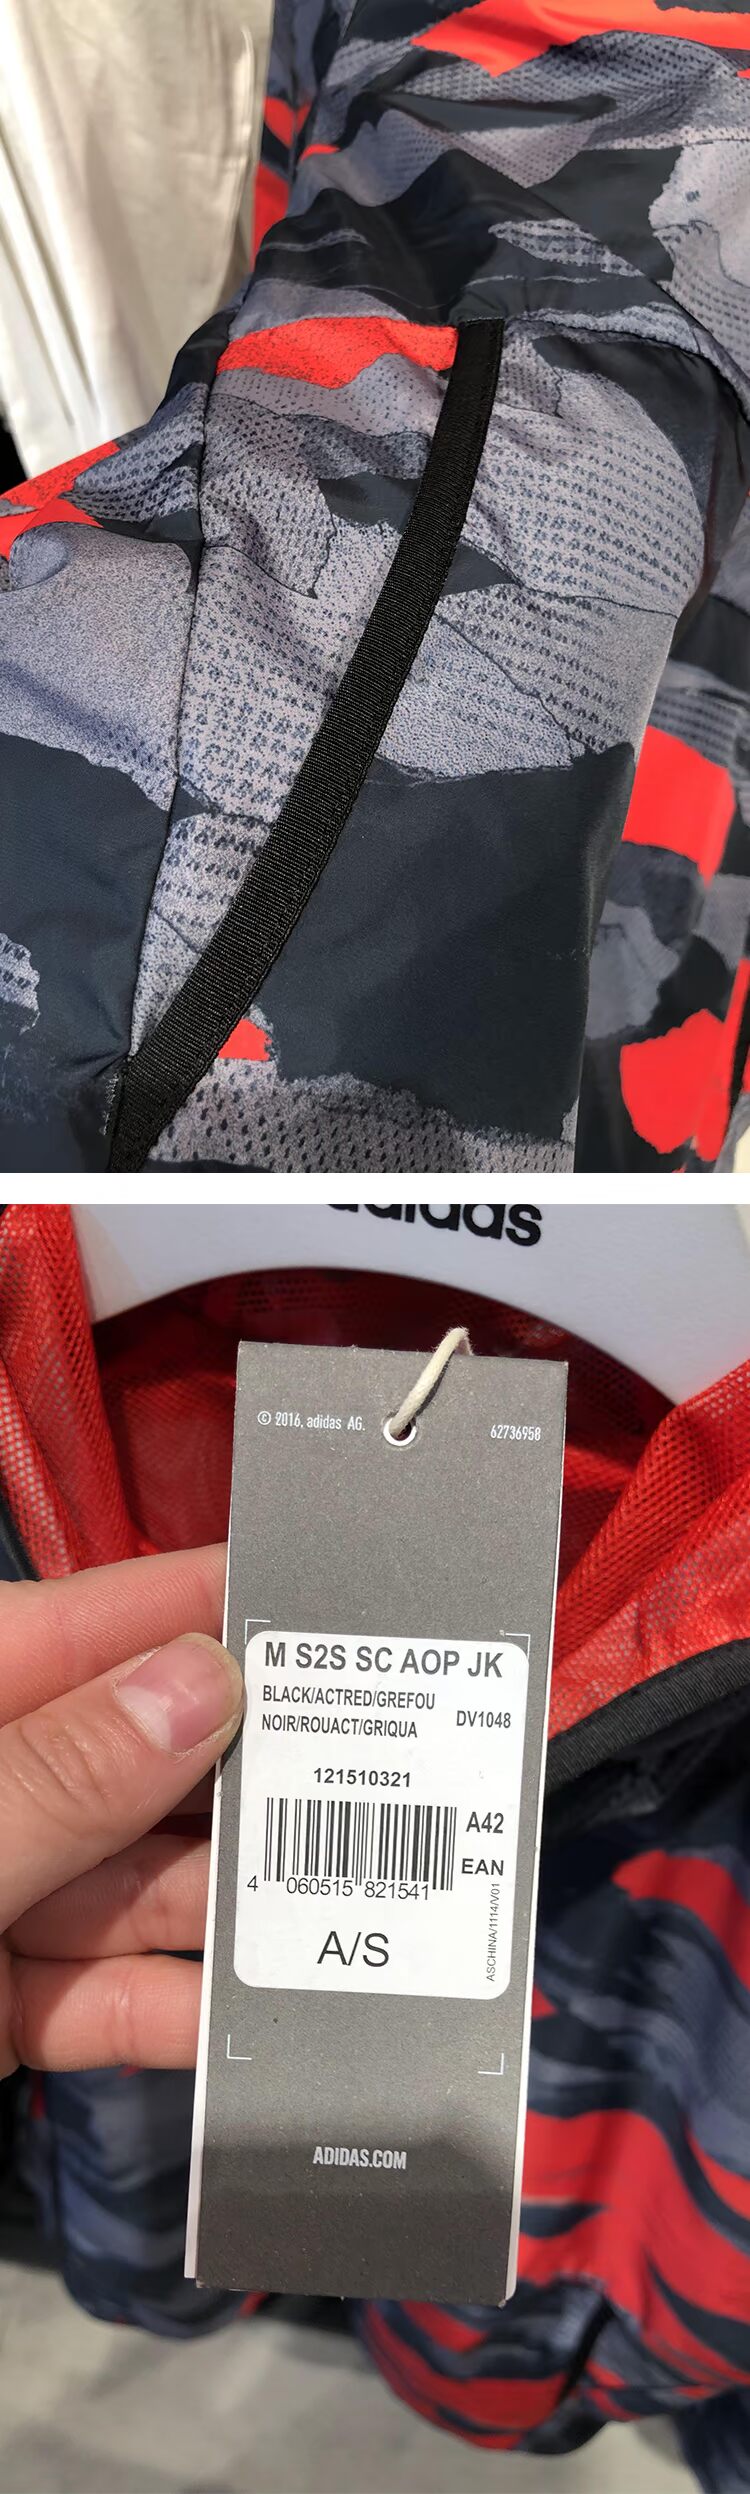 adidas
© 2016, adidas AG.
62736958
M S2S SC AOP JK
BLACK/ACTRED/GREFOU
NOIR/ROUACT/GRIQUA
DV1048
121510321
A42
EAN
4 060515 821541
ASCHINA/1114/V01
A/S
ADIDAS.COM